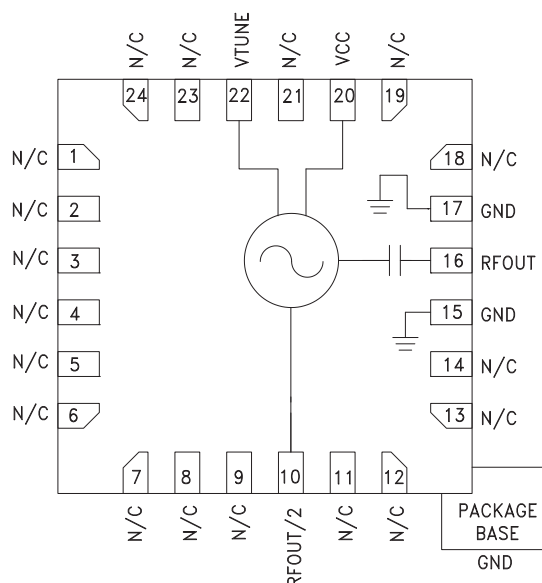 N/C
N/C
VTUNE
N/C
VCC
N/C
24
23
22
21
20
19
N/C 1
N/C 2
N/C 3
N/C 4
N/C 5
N/C 6
18 N/C
17 GND
16 RFOUT
15 GND
14 N/C
13 N/C
7
8
9
10
11
12
N/C
N/C
N/C
RFOUT/2
N/C
N/C
PACKAGE
BASE
GND